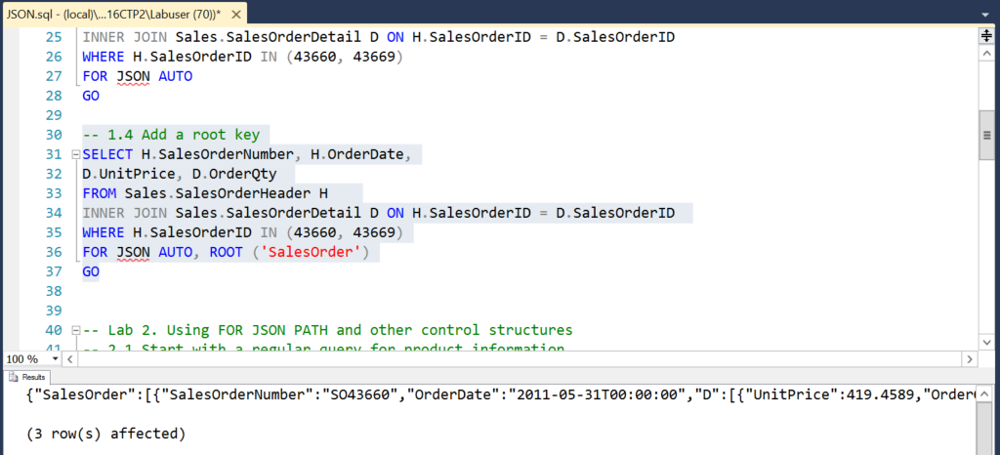 JSON.sql - (local)\...16CTP2\Labuser (70))*
25 INNER JOIN Sales.SalesOrderDetail D ON H.SalesOrderID = D.SalesOrderID
26 WHERE H.SalesOrderID IN (43660, 43669)
27 FOR JSON AUTO
28 GO
29
30 -- 1.4 Add a root key
31 SELECT H.SalesOrderNumber, H.OrderDate,
32 D.UnitPrice, D.OrderQty
33 FROM Sales.SalesOrderHeader H
34 INNER JOIN Sales.SalesOrderDetail D ON H.SalesOrderID = D.SalesOrderID
35 WHERE H.SalesOrderID IN (43660, 43669)
36 FOR JSON AUTO, ROOT ('SalesOrder')
37 GO
38
39
40 -- Lab 2. Using FOR JSON PATH and other control structures
41 -- 2.1 Start with a regular query for product information
100 %
Results
{"SalesOrder":[{"SalesOrderNumber":"SO43660","OrderDate":"2011-05-31T00:00:00","D":[{"UnitPrice":419.4589,"Order
(3 row(s) affected)